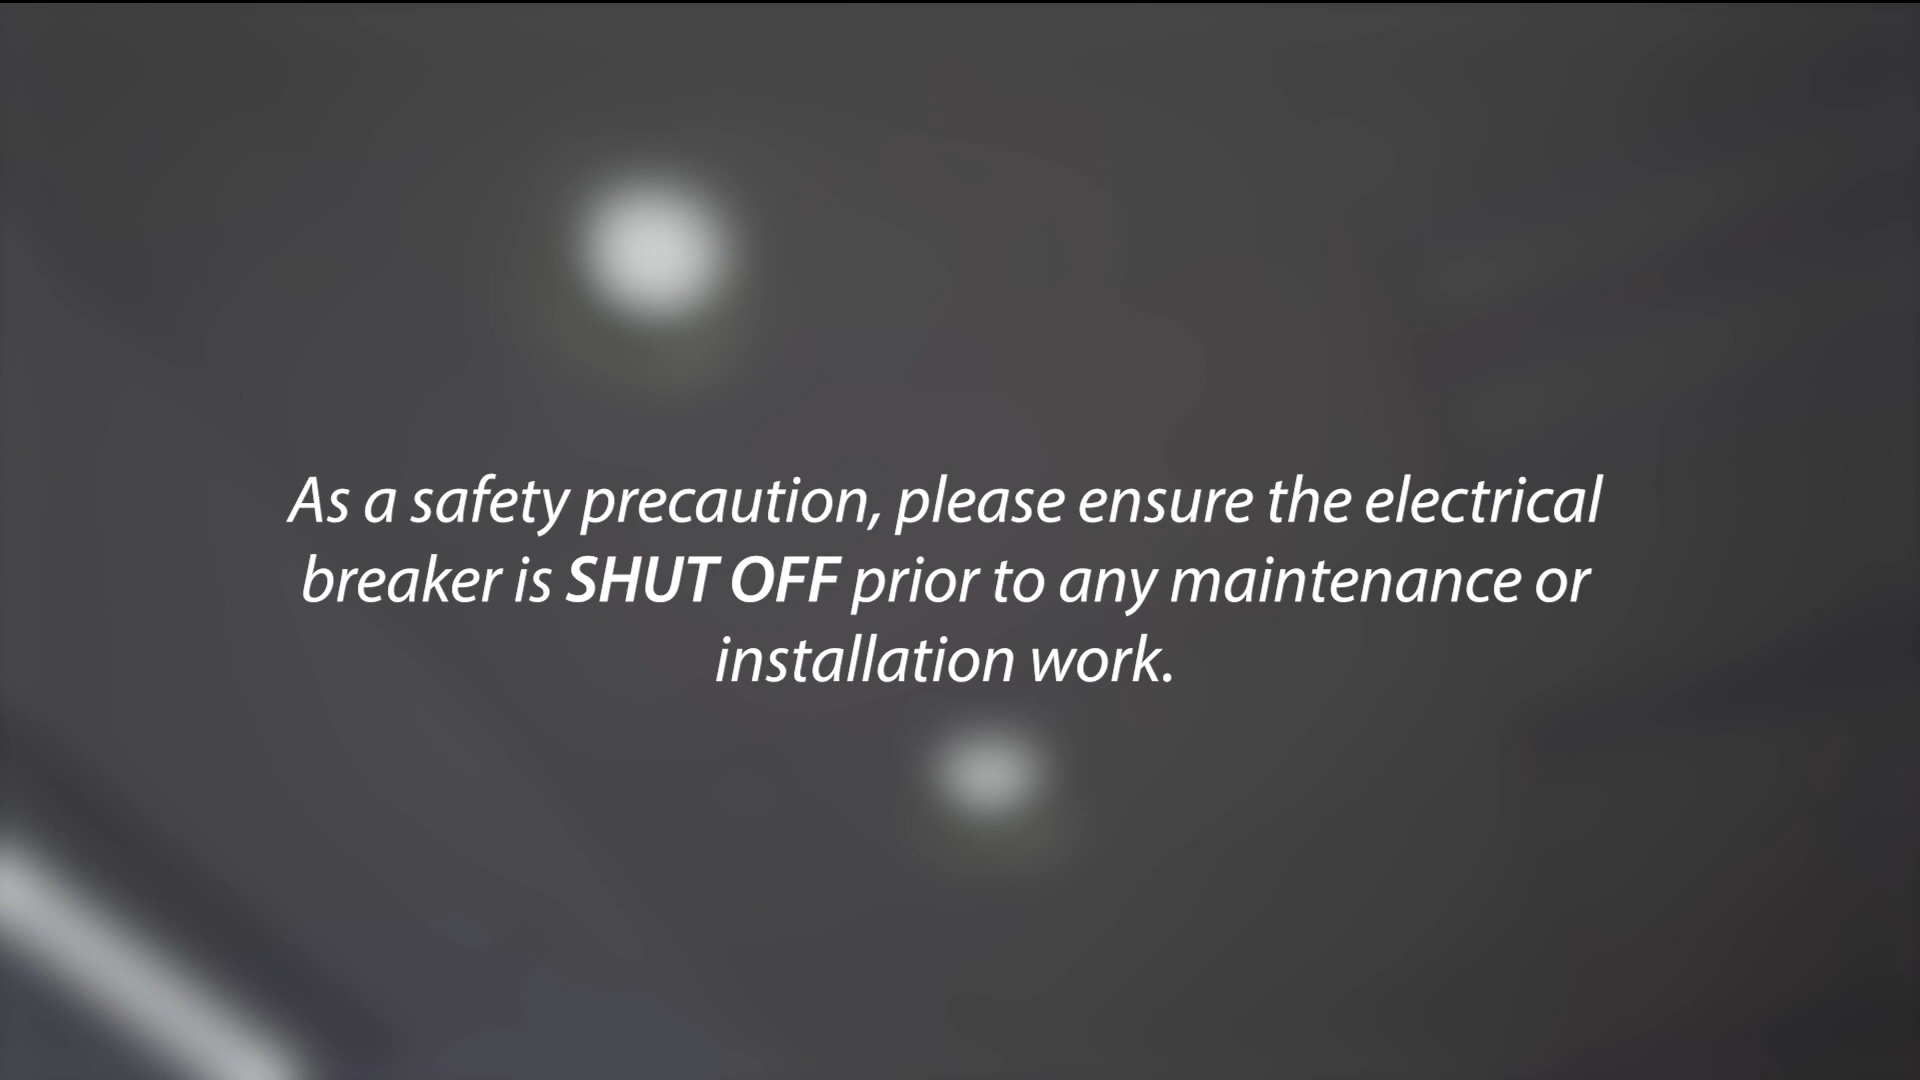 As a safety precaution, please ensure the electrical
breaker is SHUT OFF prior to any maintenance or
installation work.